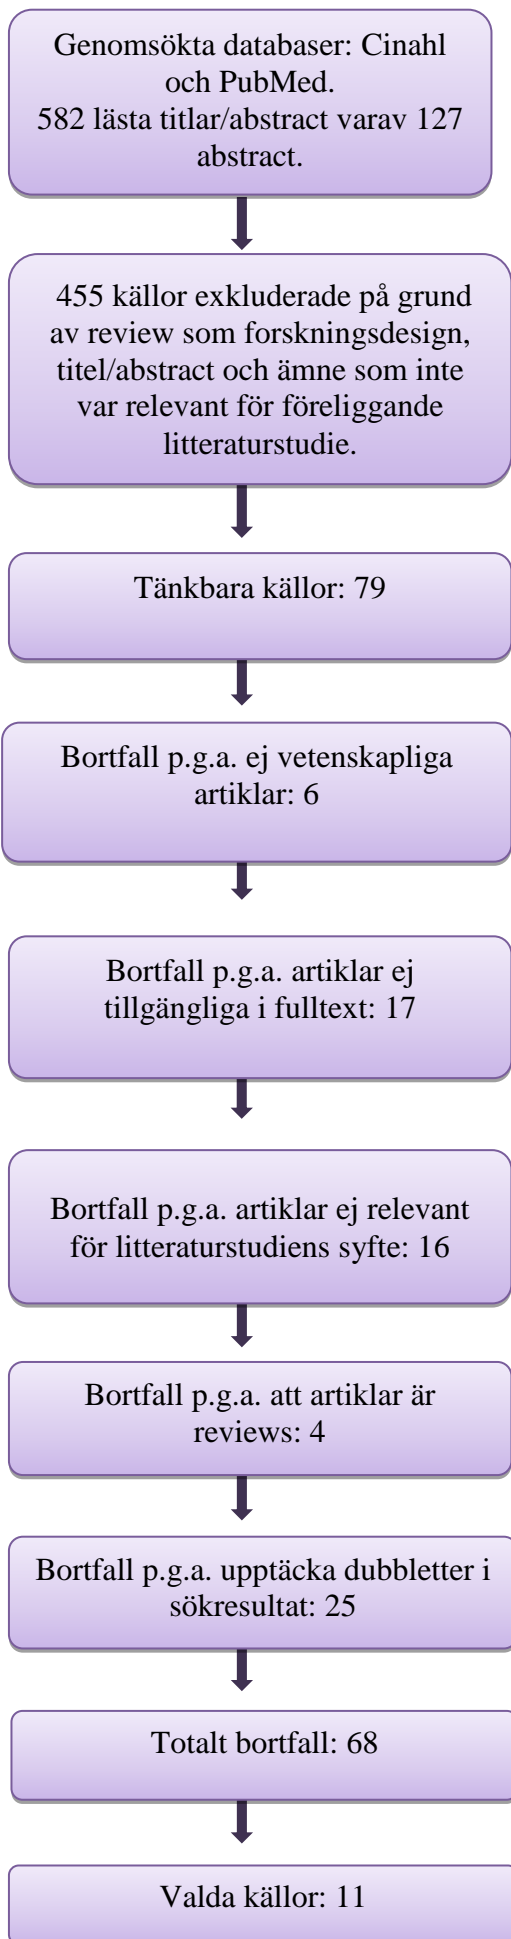 Genomsökta databaser: Cinahl
och PubMed.
582 lästa titlar/abstract varav 127
abstract.
455 källor exkluderade på grund
av review som forskningsdesign,
titel/abstract och ämne som inte
var relevant för föreliggande
litteraturstudie.
Tänkbara källor: 79
Bortfall p.g.a. ej vetenskapliga
artiklar: 6
Bortfall p.g.a. artiklar ej
tillgängliga i fulltext: 17
Bortfall p.g.a. artiklar ej relevant
för litteraturstudiens syfte: 16
Bortfall p.g.a. att artiklar är
reviews: 4
Bortfall p.g.a. upptäcka dubbletter i
sökresultat: 25
Totalt bortfall: 68
Valda källor: 11